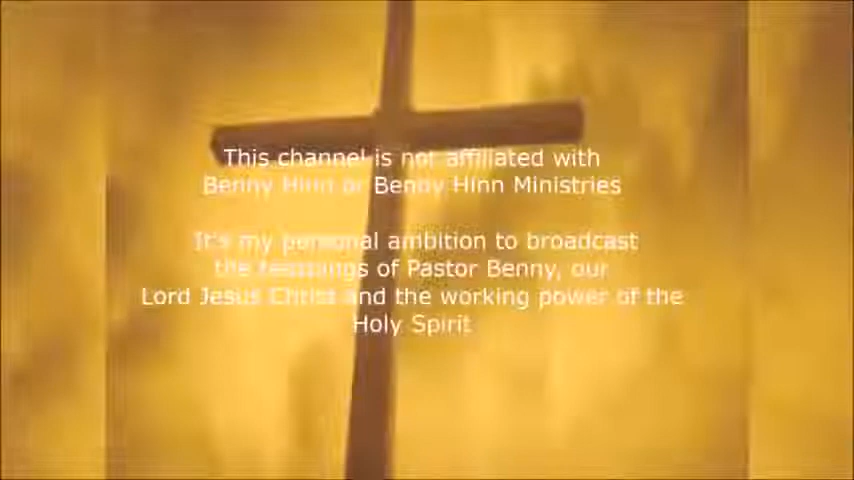 This channel is not affiliated with
Benny Hinn or Benny Hinn Ministries
It's my personal ambition to broadcast
the teachings of Pastor Benny, our
Lord Jesus Christ and the working power of the
Holy Spirit